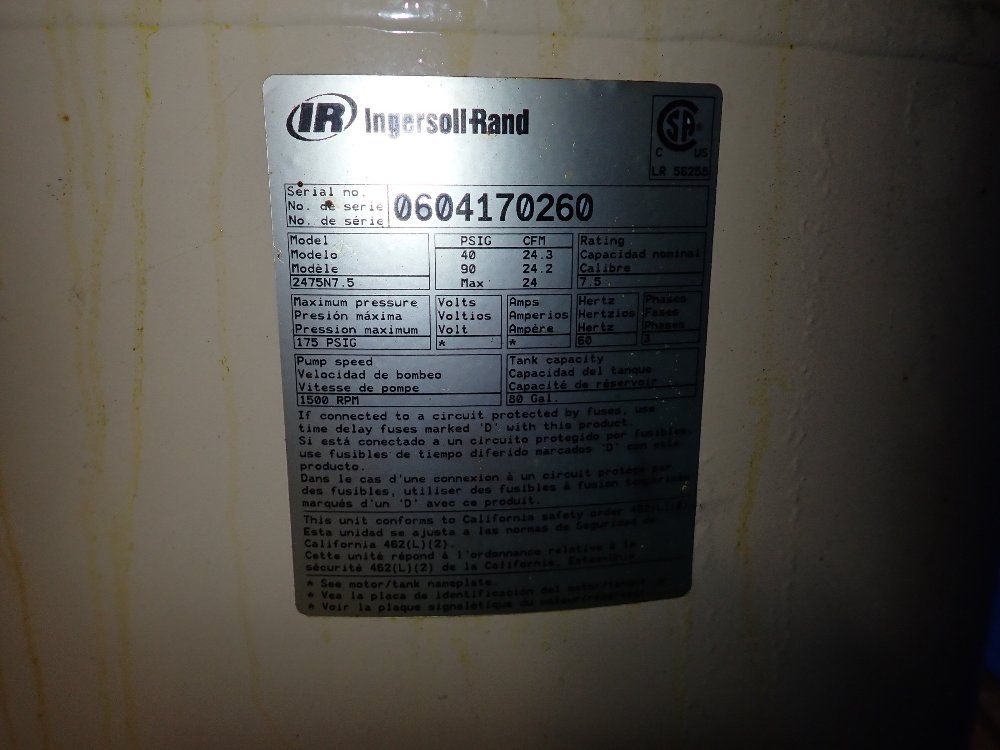 IR Ingersoll-Rand
SA
C US
LR 56258
Serial no.
No. de serie
No. de série
0604170260
Model
Modelo
Modèle
2475N7.5
PSIG CFM
40 24.3
90 24.2
Max 24
Rating
Capacidad nominal
Calibre
7.5
Maximum pressure
Presión máxima
Pression maximum
175 PSIG
Volts
Voltios
Volt
*
Amps
Amperios
Ampère
*
Hertz
Hertzios
Hertz
60
Phases
Fases
Phases
3
Pump speed
Velocidad de bombeo
Vitesse de pompe
1500 RPM
Tank capacity
Capacidad del tanque
Capacité de réservoir
80 Gal.
If connected to a circuit protected by fuses, use
time delay fuses marked 'D' with this product.
Si está conectado a un circuito protegido por fusibles,
use fusibles de tiempo diferido marcados 'D' con este
producto.
Dans le cas d'une connexion à un circuit protégé par
des fusibles, utiliser des fusibles à fusion temporisée
marqués d'un 'D' avec ce produit.
This unit conforms to California safety order 462(L)(2).
Esta unidad se ajusta a las normas de Seguridad de
California 462(L)(2).
Cette unité répond à l'ordonnance relative à la
sécurité 462(L)(2) de la Californie,
* See motor/tank nameplate.
* Vea la placa de identificación del motor/tanque
* Voir la plaque signalétique du moteur/réservoir